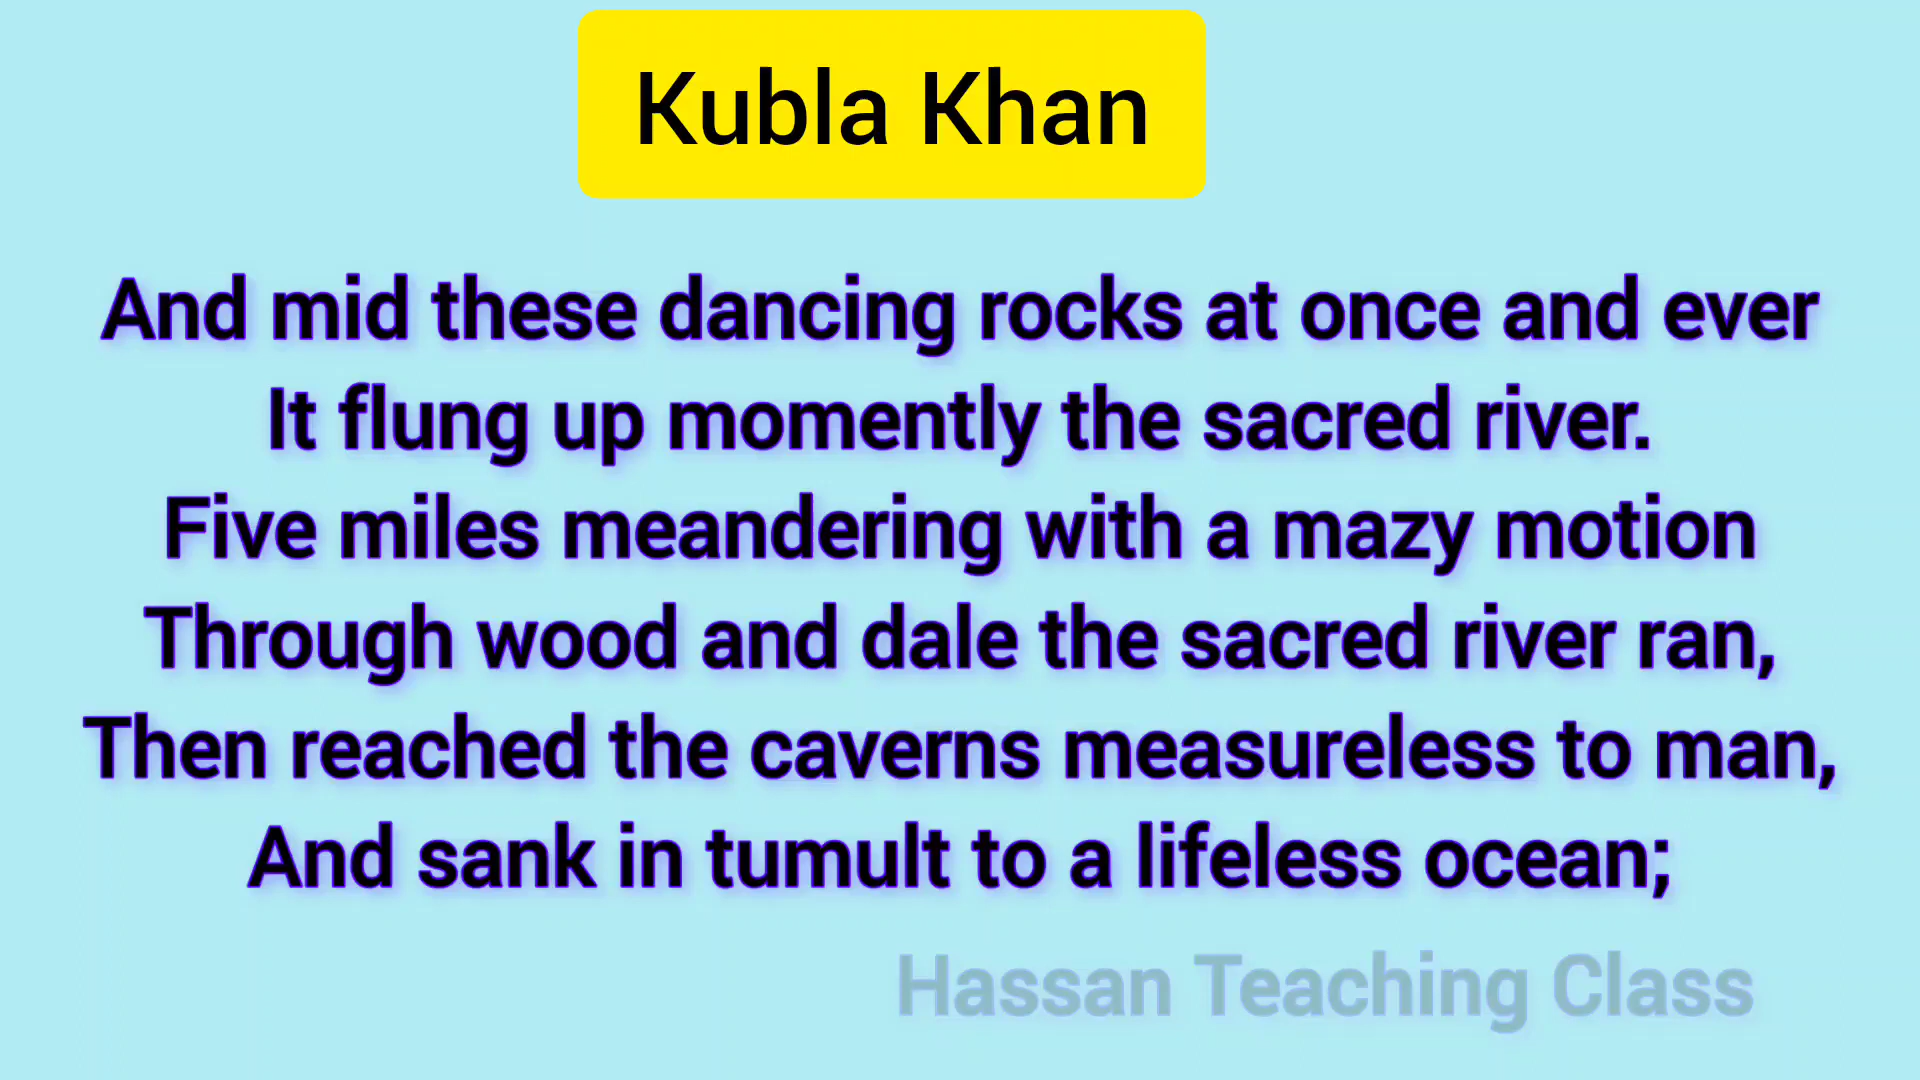 Kubla Khan
And mid these dancing rocks at once and ever
It flung up momently the sacred river.
Five miles meandering with a mazy motion
Through wood and dale the sacred river ran,
Then reached the caverns measureless to man,
And sank in tumult to a lifeless ocean;
Hassan Teaching Class